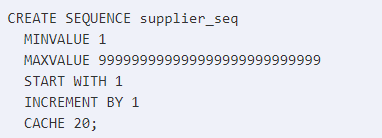 CREATE SEQUENCE supplier_seq
MINVALUE 1
MAXVALUE 999999999999999999999999999
START WITH 1
INCREMENT BY 1
CACHE 20;